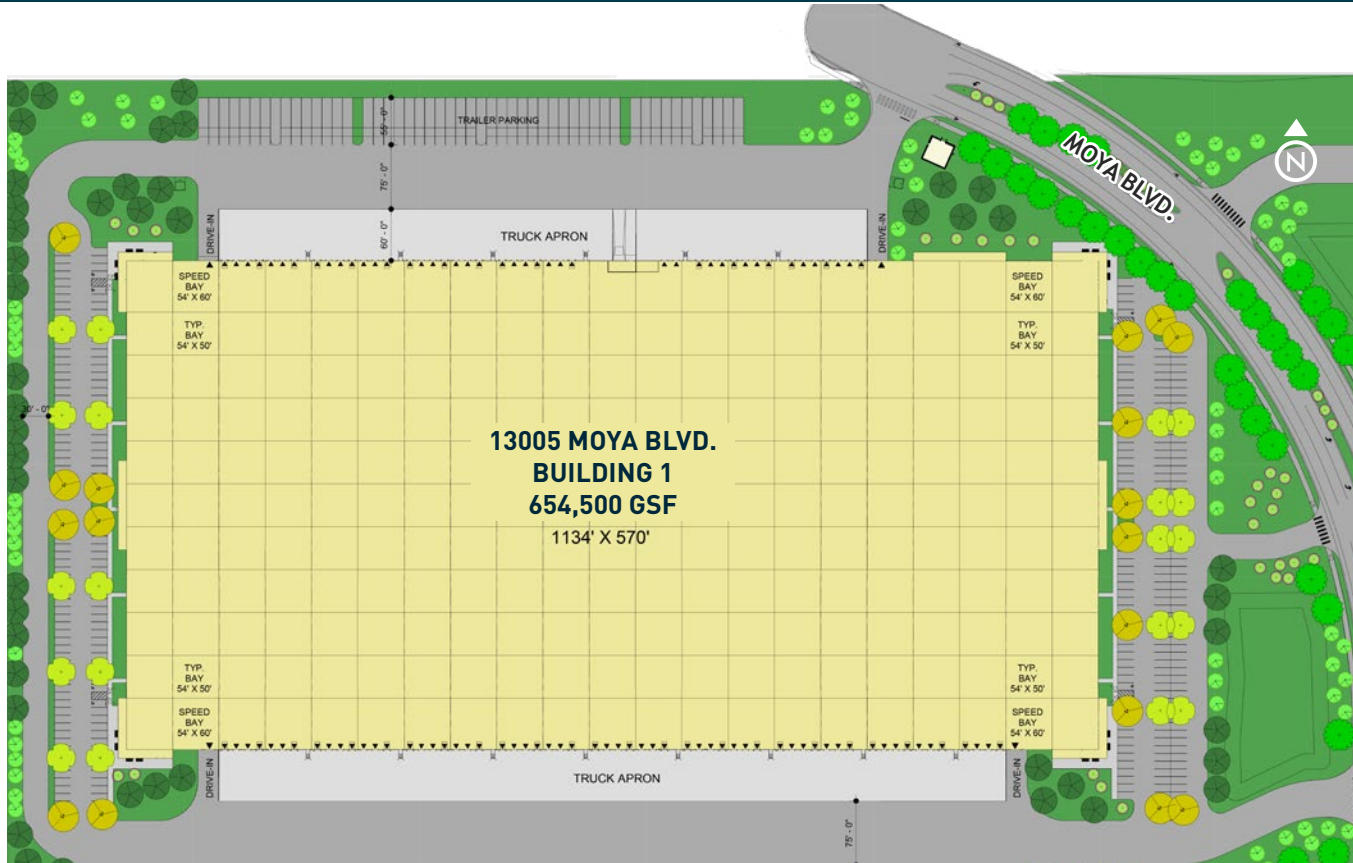 55' - 0"
TRAILER PARKING
MOYA BLVD.
N
75' - 0"
DRIVE-IN
60' - 0"
TRUCK APRON
DRIVE-IN
SPEED
BAY
54' X 60'
SPEED
BAY
54' X 60'
TYP.
BAY
54' X 50'
TYP.
BAY
54' X 50'
30' - 0"
13005 MOYA BLVD.
BUILDING 1
654,500 GSF
1134' X 570'
TYP.
BAY
54' X 50'
TYP.
BAY
54' X 50'
SPEED
BAY
54' X 60'
SPEED
BAY
54' X 60'
DRIVE-IN
TRUCK APRON
DRIVE-IN
75' - 0"